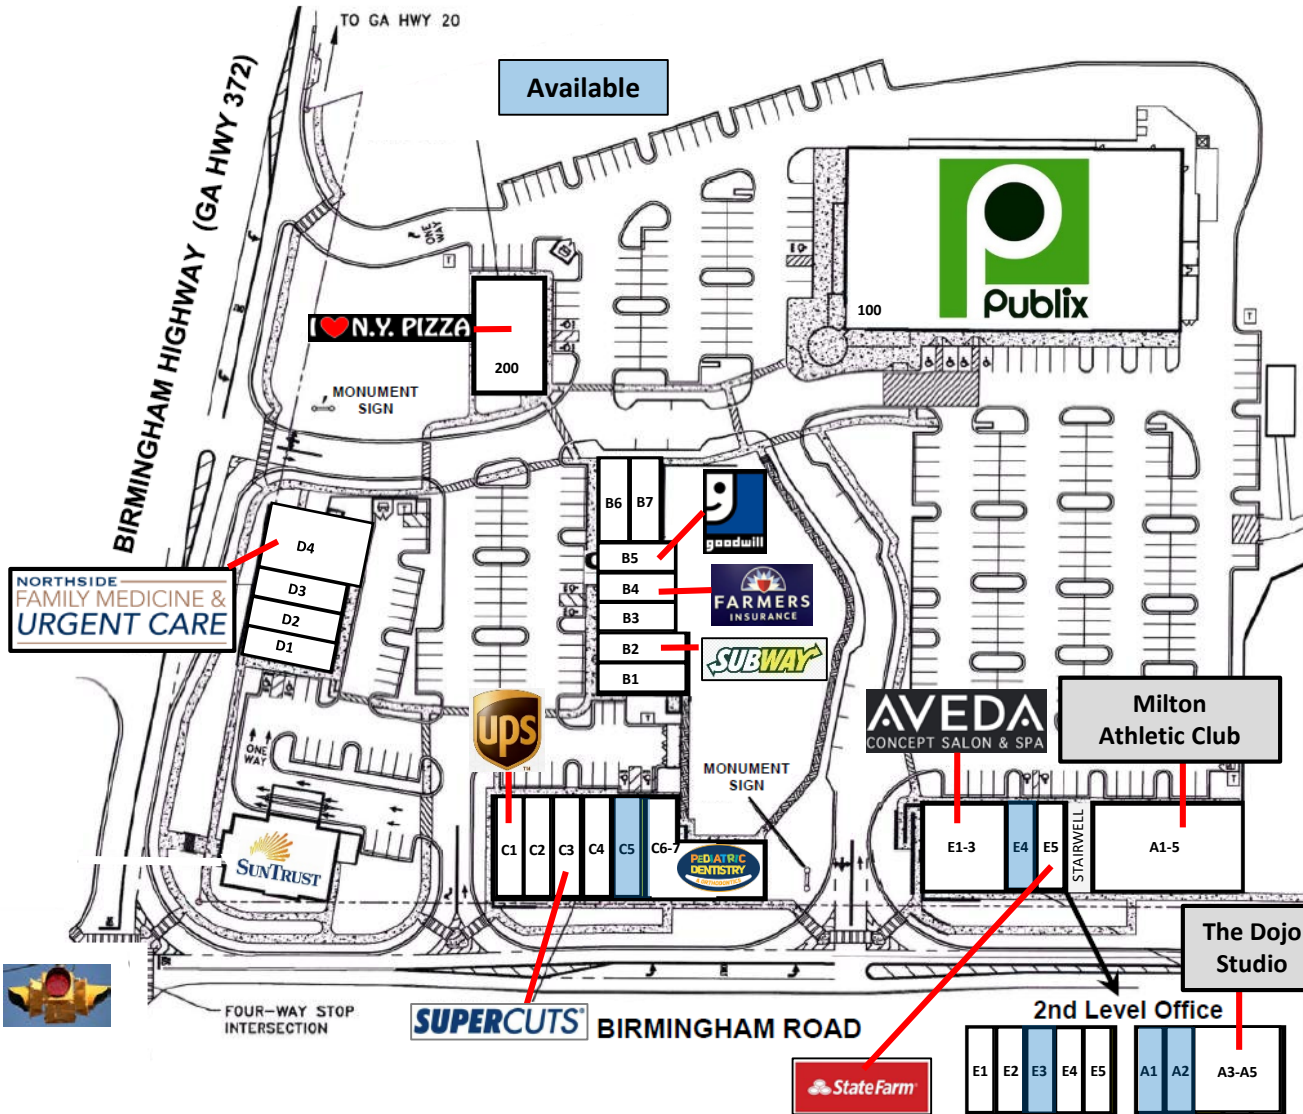 TO GA HWY 20
Available
BIRMINGHAM HIGHWAY (GA HWY 372)
ONE
WAY
T
Publix
100
T
I ❤ N.Y. PIZZA
200
MONUMENT
SIGN
B6
B7
goodwill
B5
B4
FARMERS
INSURANCE
B3
B2
SUBWAY
B1
D4
D3
D2
D1
T
NORTHSIDE
FAMILY MEDICINE &
URGENT CARE
ups
T
ONE
WAY
AVEDA
CONCEPT SALON & SPA
Milton
Athletic Club
T
MONUMENT
SIGN
SUNTRUST
C1
C2
C3
C4
C5
C6-7
PEDIATRIC
DENTISTRY
& ORTHODONTICS
E1-3
E4
E5
STAIRWELL
A1-5
The Dojo
Studio
FOUR-WAY STOP
INTERSECTION
SUPERCUTS
BIRMINGHAM ROAD
2nd Level Office
StateFarm
E1
E2
E3
E4
E5
A1
A2
A3-A5